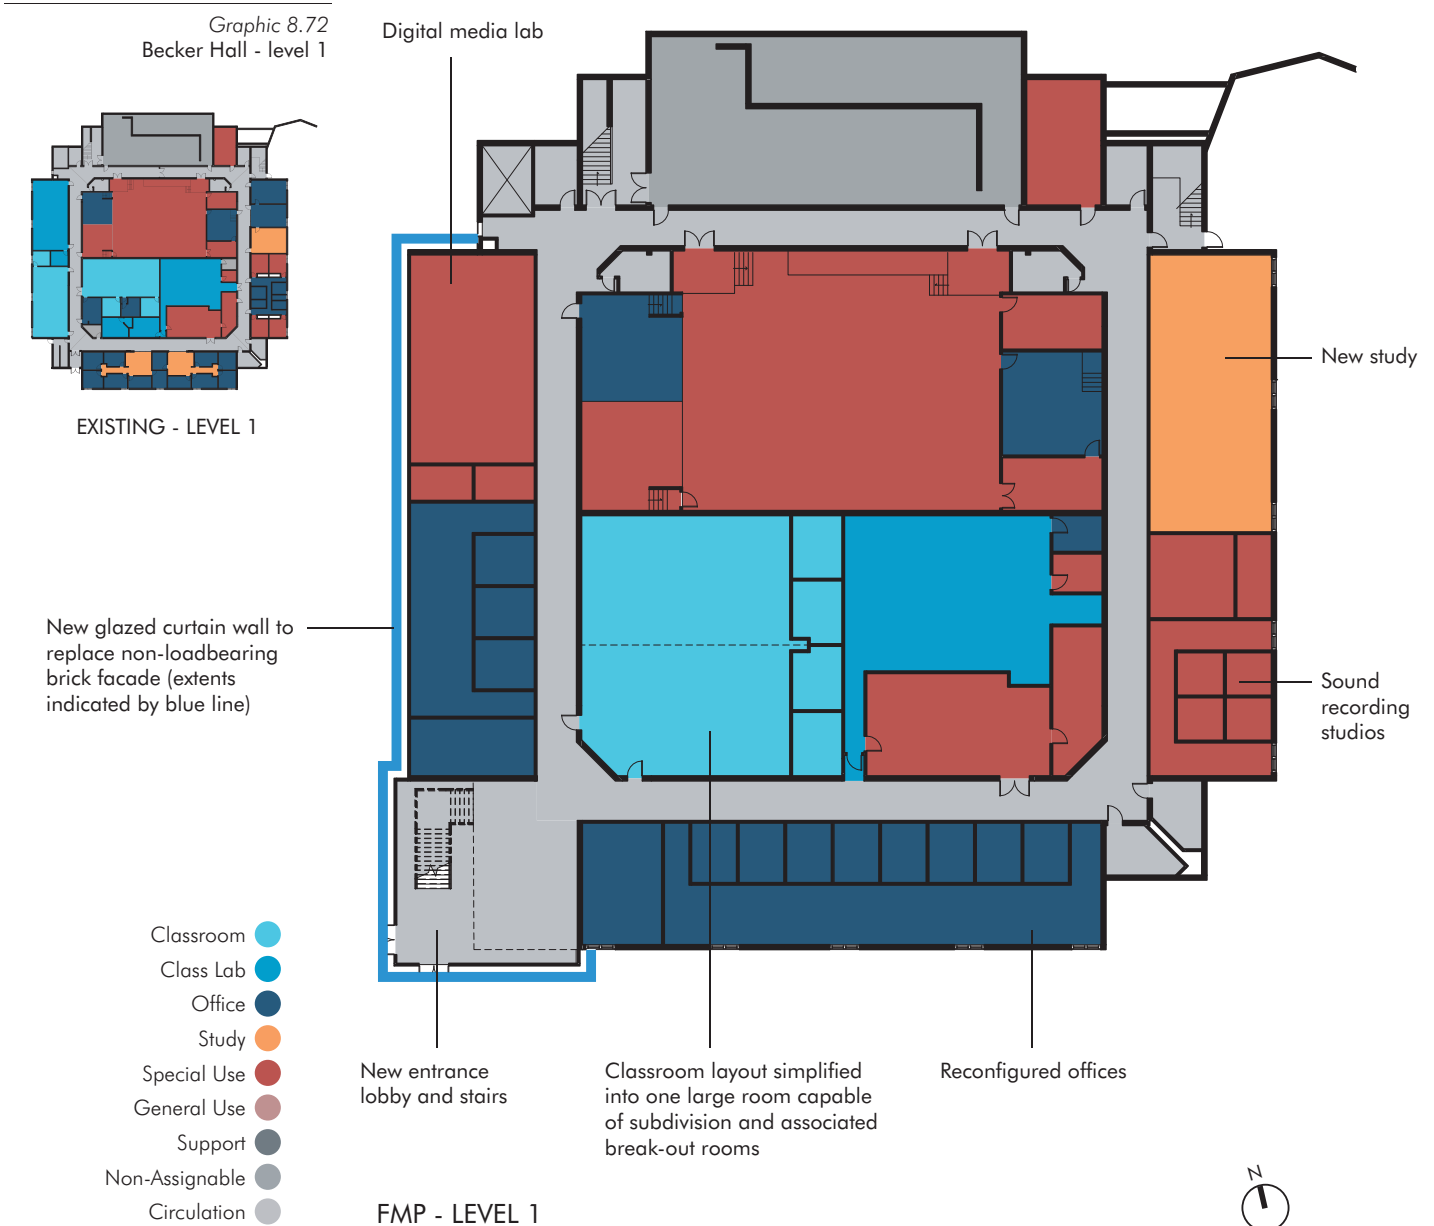 Graphic 8.72
Becker Hall - level 1
Digital media lab
EXISTING - LEVEL 1
New study
New glazed curtain wall to
replace non-loadbearing
brick facade (extents
indicated by blue line)
Sound
recording
studios
Classroom
Class Lab
Office
Study
Special Use
General Use
Support
Non-Assignable
Circulation
New entrance
lobby and stairs
Classroom layout simplified
into one large room capable
of subdivision and associated
break-out rooms
Reconfigured offices
N
FMP - LEVEL 1